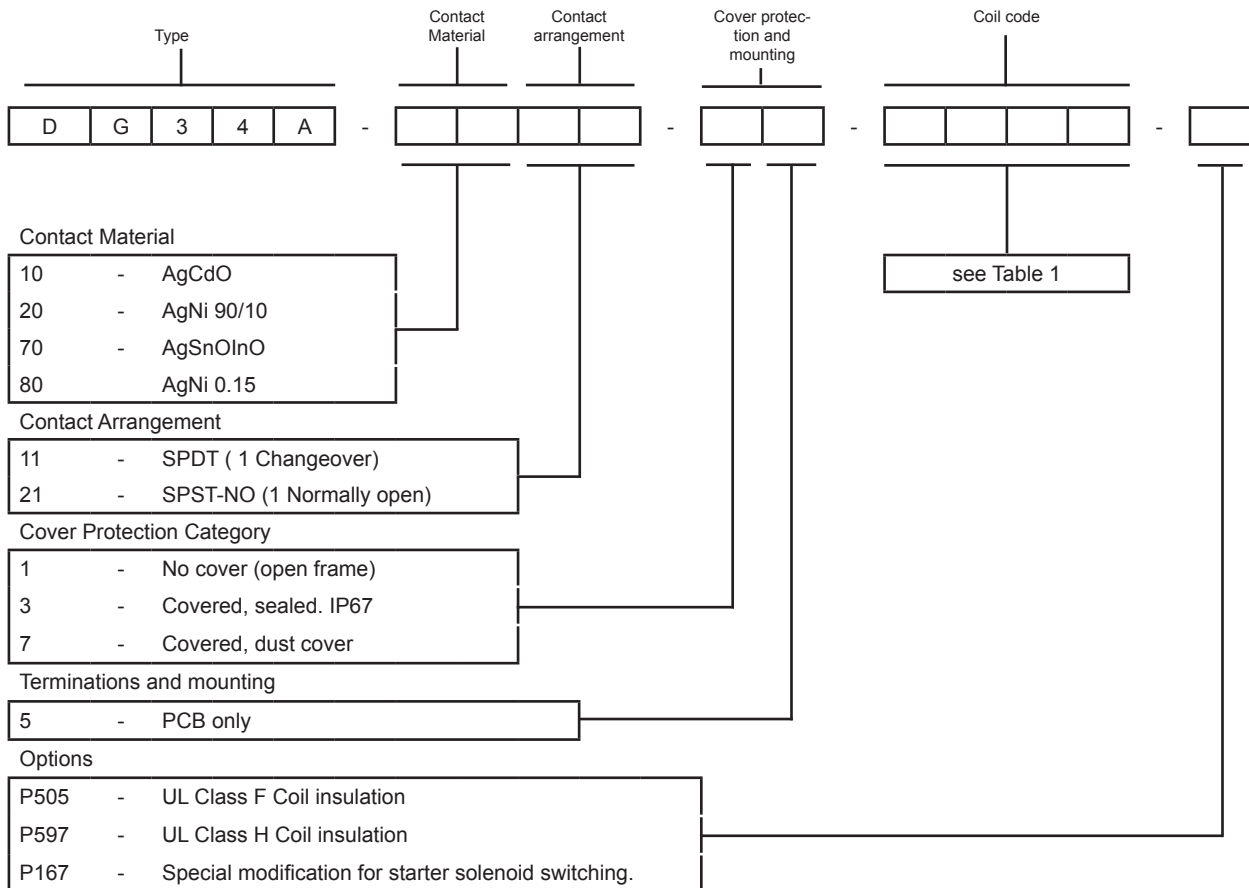 Type
Contact Material
Contact arrangement
Cover protec-
tion and
mounting
Coil code
D G 3 4 A - - - -
see Table 1
Contact Material
10 - AgCdO
20 - AgNi 90/10
70 - AgSnOInO
80 AgNi 0.15
Contact Arrangement
11 - SPDT ( 1 Changeover)
21 - SPST-NO (1 Normally open)
Cover Protection Category
1 - No cover (open frame)
3 - Covered, sealed. IP67
7 - Covered, dust cover
Terminations and mounting
5 - PCB only
Options
P505 - UL Class F Coil insulation
P597 - UL Class H Coil insulation
P167 - Special modification for starter solenoid switching.